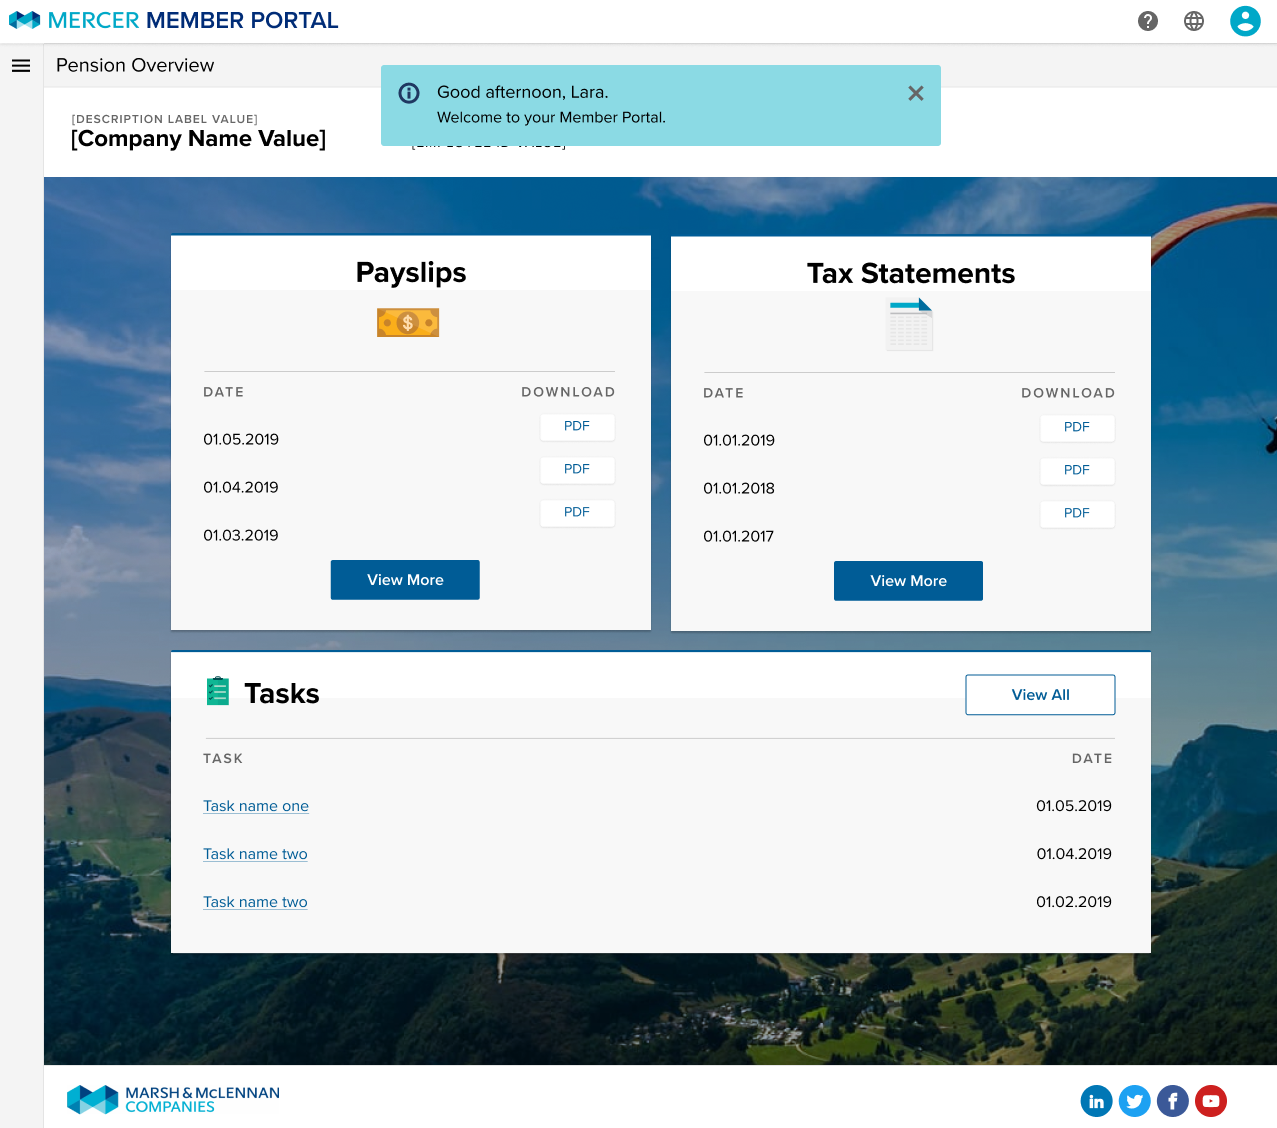 MERCER MEMBER PORTAL
Pension Overview
Good afternoon, Lara.
Welcome to your Member Portal.
[DESCRIPTION LABEL VALUE]
[Company Name Value]
Payslips
$
DATE DOWNLOAD
01.05.2019 PDF
01.04.2019 PDF
01.03.2019 PDF
View More
Tax Statements
DATE DOWNLOAD
01.01.2019 PDF
01.01.2018 PDF
01.01.2017 PDF
View More
Tasks
View All
TASK DATE
Task name one 01.05.2019
Task name two 01.04.2019
Task name two 01.02.2019
MARSH & McLENNAN
COMPANIES